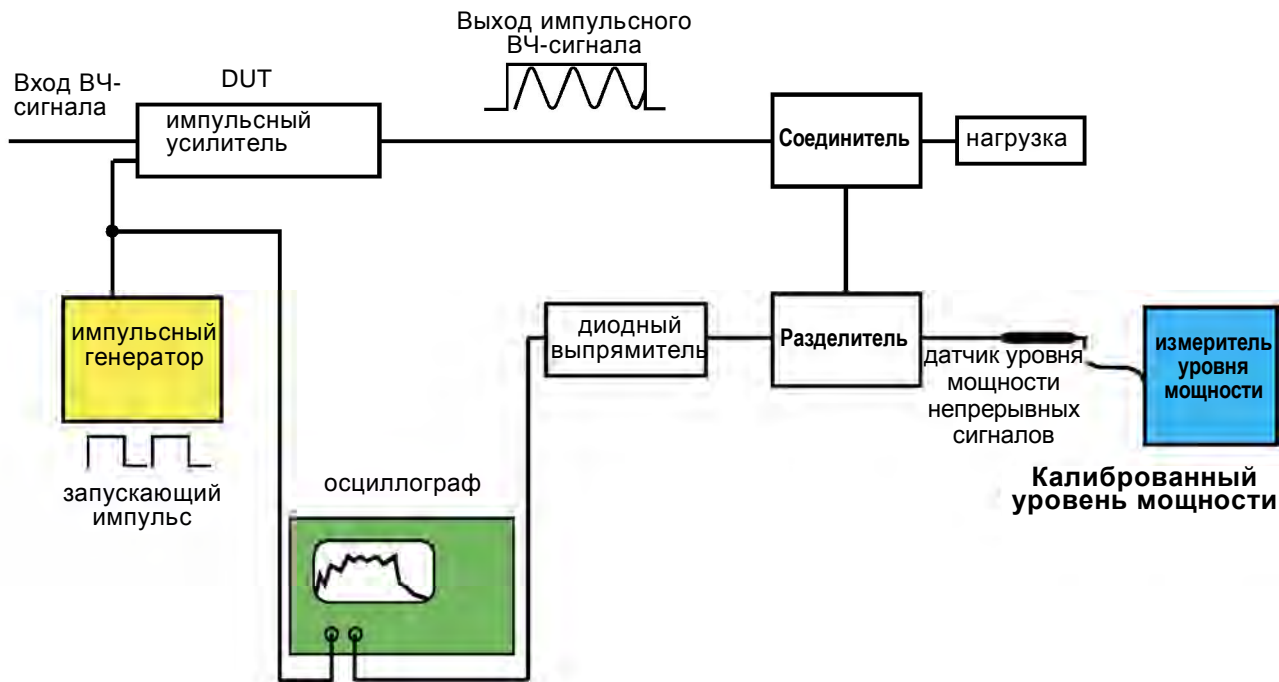 Выход импульсного
ВЧ-сигнала
Вход ВЧ-
сигнала
DUT
импульсный
усилитель
Соединитель
нагрузка
импульсный
генератор
диодный
выпрямитель
Разделитель
датчик уровня
мощности
непрерывных
сигналов
измеритель
уровня
мощности
запускающий
импульс
осциллограф
Калиброванный
уровень мощности